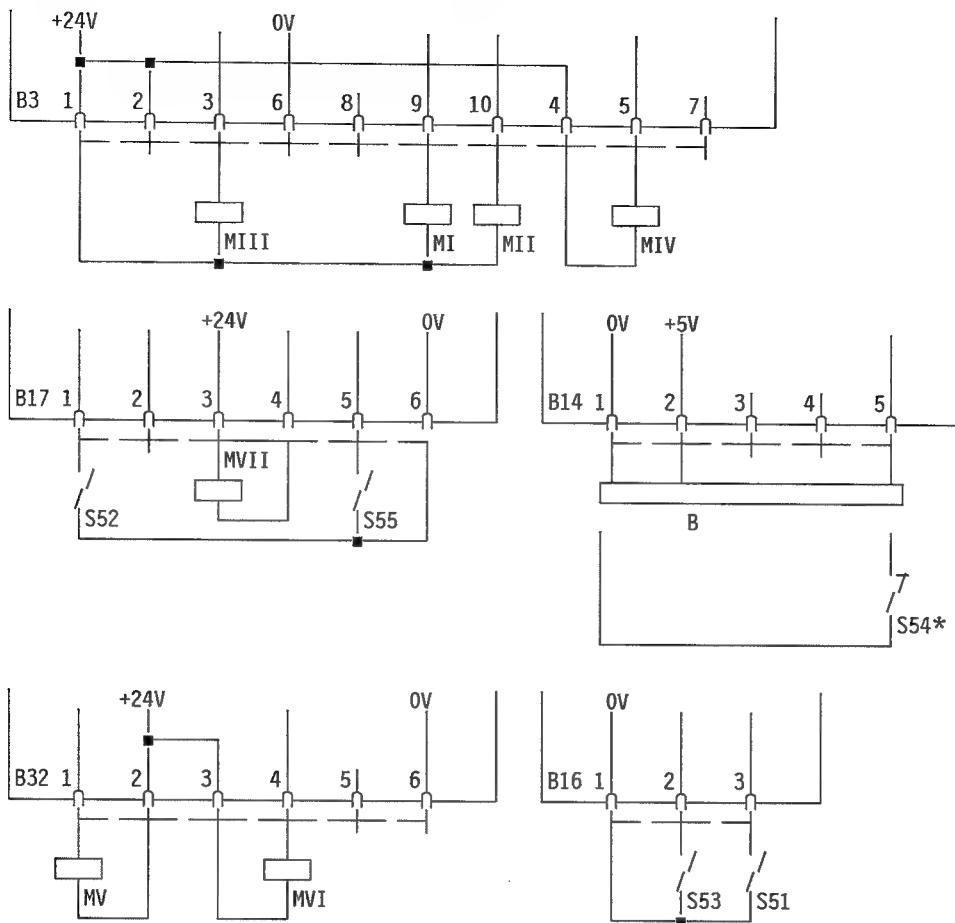 +24V 0V
B3 1 2 3 6 8 9 10 4 5 7
MIII MI MII MIV
+24V 0V
B17 1 2 3 4 5 6
MVII
S52 S55
0V +5V
B14 1 2 3 4 5
B
S54*
+24V 0V
B32 1 2 3 4 5 6
MV MVI
0V
B16 1 2 3
S53 S51